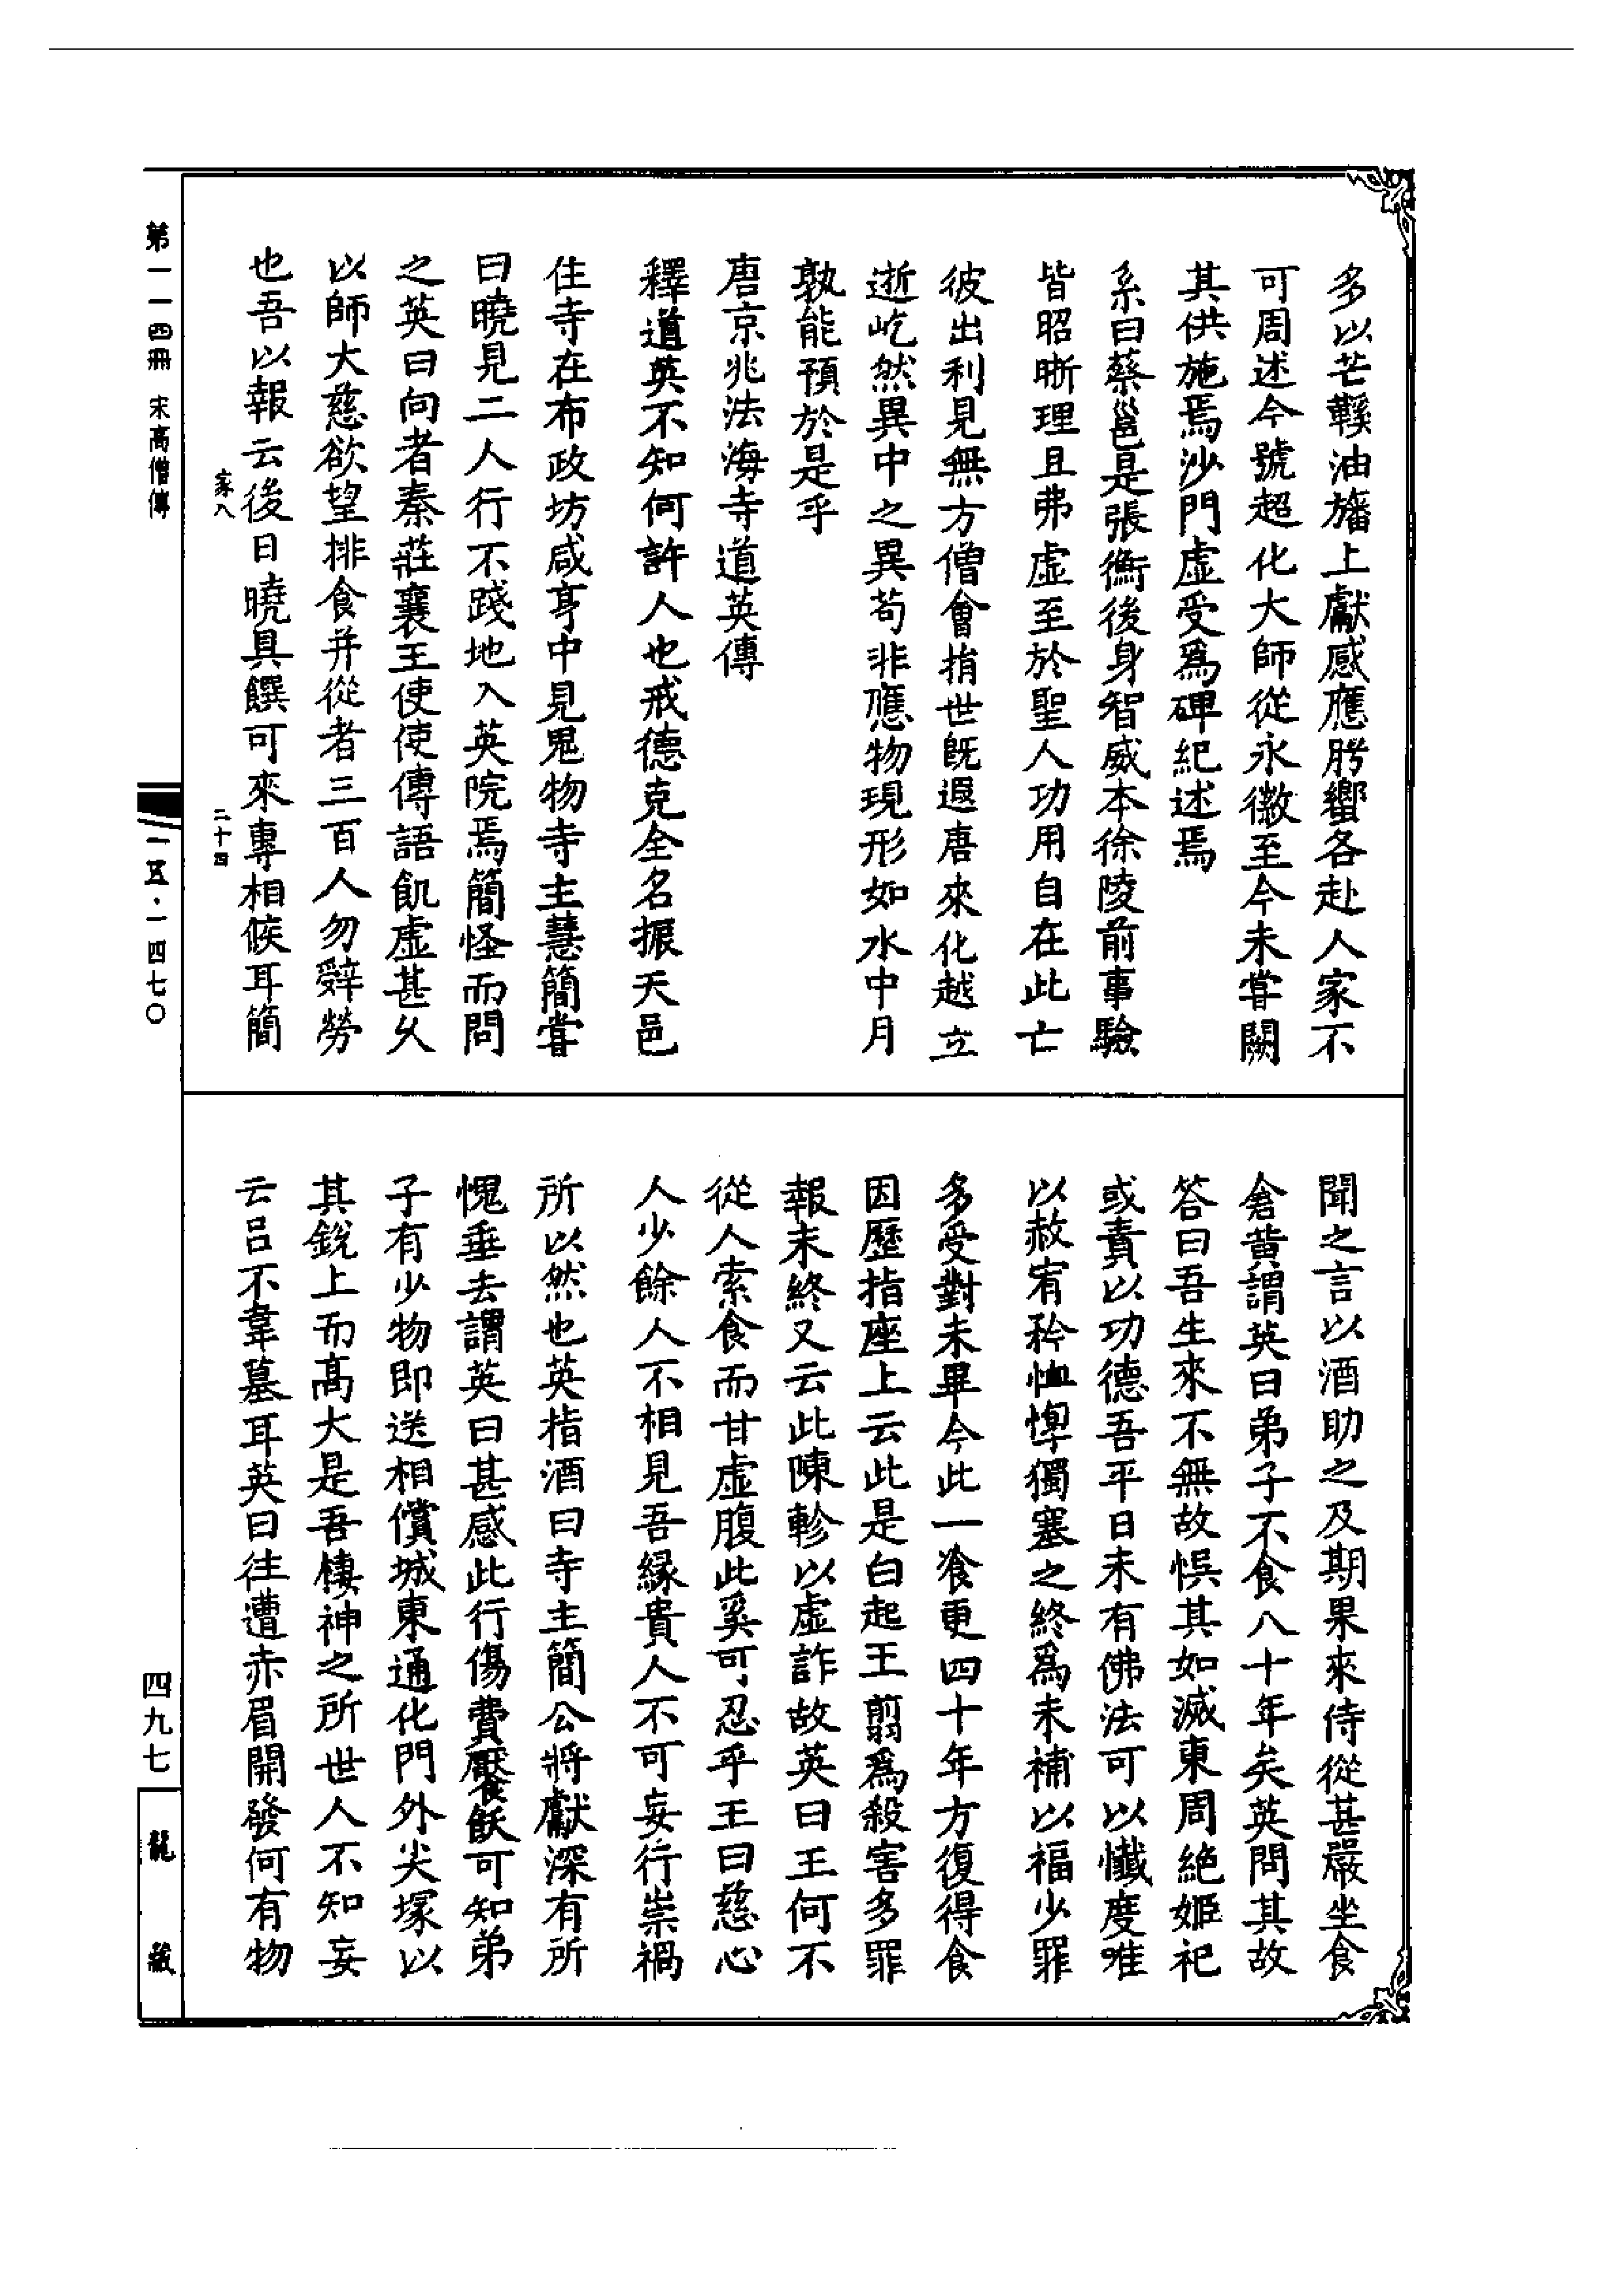 多以芒鞵油旛上獻感應肹蠁各赴人家不
可周述今號超化大師從永徽至今未甞闕
其供施焉沙門虛受爲碑紀述焉
系曰蔡邕是張衡後身智威本徐陵前事驗
皆昭晣理且弗虛至於聖人功用自在此亡
彼出利見無方僧會捐世旣遐唐來化越立
逝屹然異中之異苟非應物現形如水中月
孰能預於是乎
唐京兆法海寺道英傳
釋道英不知何許人也戒德克全名振天邑
住寺在布政坊咸亨中見鬼物寺主慧簡甞
曰曉見二人行不踐地入英院焉簡怪而問
之英曰向者秦莊襄王使使傳語飢虛甚久
以師大慈欲望排食并從者三百人勿辭勞
也吾以報云後日曉具饌可來專相候耳簡
家八
二十四
聞之言以酒助之及期果來侍從甚嚴坐食
倉黃謂英曰弟子不食八十年矣英問其故
答曰吾生來不無故悞其如滅東周絶姬祀
或責以功德吾平日未有佛法可以懺度唯
以赦宥矜恤惸獨塞之終爲未補以福少罪
多受對未畢今此一飡更四十年方復得食
因歷指座上云此是白起王翦爲殺害多罪
報未終又云此陳軫以虛詐故英曰王何不
從人索食而甘虛腹此奚可忍乎王曰慈心
人少餘人不相見吾緣貴人不可妄行祟禍
所以然也英指酒曰寺主簡公將獻深有所
愧垂去謂英曰甚感此行傷費饜飫可知弟
子有少物即送相償城東通化門外尖塚以
其銳上而高大是吾棲神之所世人不知妄
云呂不韋墓耳英曰往遭赤眉開發何有物
第一一四冊 宋高僧傳
一五·一四七〇
四九七
龍藏